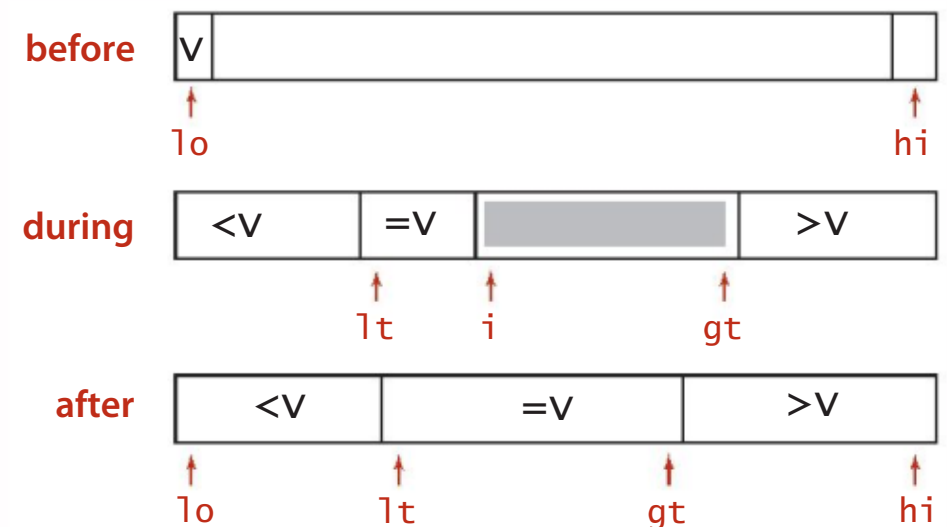 before V
lo hi
during <V =V >V
lt i gt
after <V =V >V
lo lt gt hi